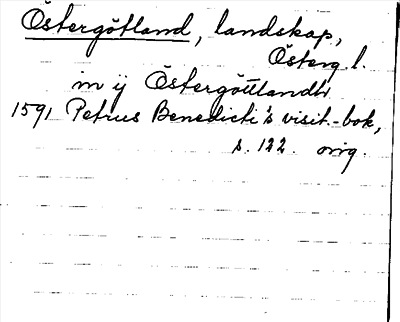 Östergötland, landskap,
Österg.l.
in ij Östergöttlandh
1591 Petrus Benedicti's visit.-bok,
s. 122. orig.